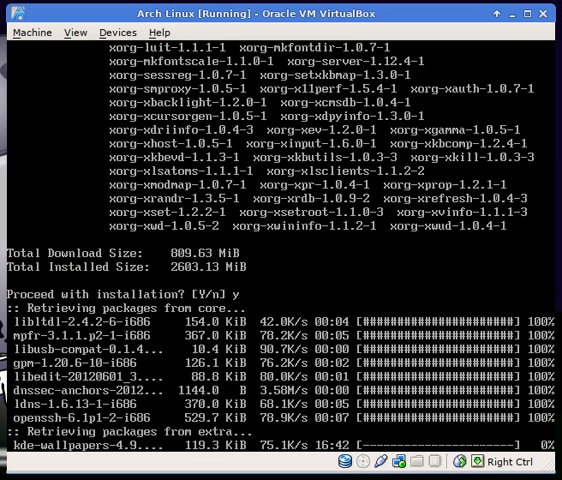 Arch Linux [Running] - Oracle VM VirtualBox
Machine View Devices Help
xorg-luit-1.1.1-1 xorg-mkfontdir-1.0.7-1
xorg-mkfontscale-1.1.0-1 xorg-server-1.12.4-1
xorg-sessreg-1.0.7-1 xorg-setxkbmap-1.3.0-1
xorg-smproxy-1.0.5-1 xorg-x11perf-1.5.4-1 xorg-xauth-1.0.7-1
xorg-xbacklight-1.2.0-1 xorg-xcmsdb-1.0.4-1
xorg-xcursorgen-1.0.5-1 xorg-xdpyinfo-1.3.0-1
xorg-xdriinfo-1.0.4-3 xorg-xev-1.2.0-1 xorg-xgamma-1.0.5-1
xorg-xhost-1.0.5-1 xorg-xinput-1.6.0-1 xorg-xkbcomp-1.2.4-1
xorg-xkbevd-1.1.3-1 xorg-xkbutils-1.0.3-3 xorg-xkill-1.0.3-3
xorg-xlsatoms-1.1.1-1 xorg-xlsclients-1.1.2-2
xorg-xmodmap-1.0.7-1 xorg-xpr-1.0.4-1 xorg-xprop-1.2.1-1
xorg-xrandr-1.3.5-1 xorg-xrdb-1.0.9-2 xorg-xrefresh-1.0.4-3
xorg-xset-1.2.2-1 xorg-xsetroot-1.1.0-3 xorg-xvinfo-1.1.1-3
xorg-xwd-1.0.5-2 xorg-xwininfo-1.1.2-1 xorg-xwud-1.0.4-1
Total Download Size: 809.63 MiB
Total Installed Size: 2603.13 MiB
Proceed with installation? [Y/n] y
:: Retrieving packages from core...
libltdl-2.4.2-6-i686 154.0 KiB 42.0K/s 00:04 [######################] 100%
mpfr-3.1.1.p2-1-i686 367.0 KiB 78.2K/s 00:05 [######################] 100%
libusb-compat-0.1.4... 10.4 KiB 90.7K/s 00:00 [######################] 100%
gpm-1.20.6-10-i686 126.1 KiB 76.2K/s 00:02 [######################] 100%
libedit-20120601_3.... 88.8 KiB 80.0K/s 00:01 [######################] 100%
dnssec-anchors-2012... 1144.0 B 3.58M/s 00:00 [######################] 100%
ldns-1.6.13-1-i686 370.0 KiB 68.1K/s 00:05 [######################] 100%
openssh-6.1p1-2-i686 529.7 KiB 78.9K/s 00:07 [######################] 100%
:: Retrieving packages from extra...
kde-wallpapers-4.9.... 119.3 KiB 75.1K/s 16:42 [----------------------] 0%
Right Ctrl